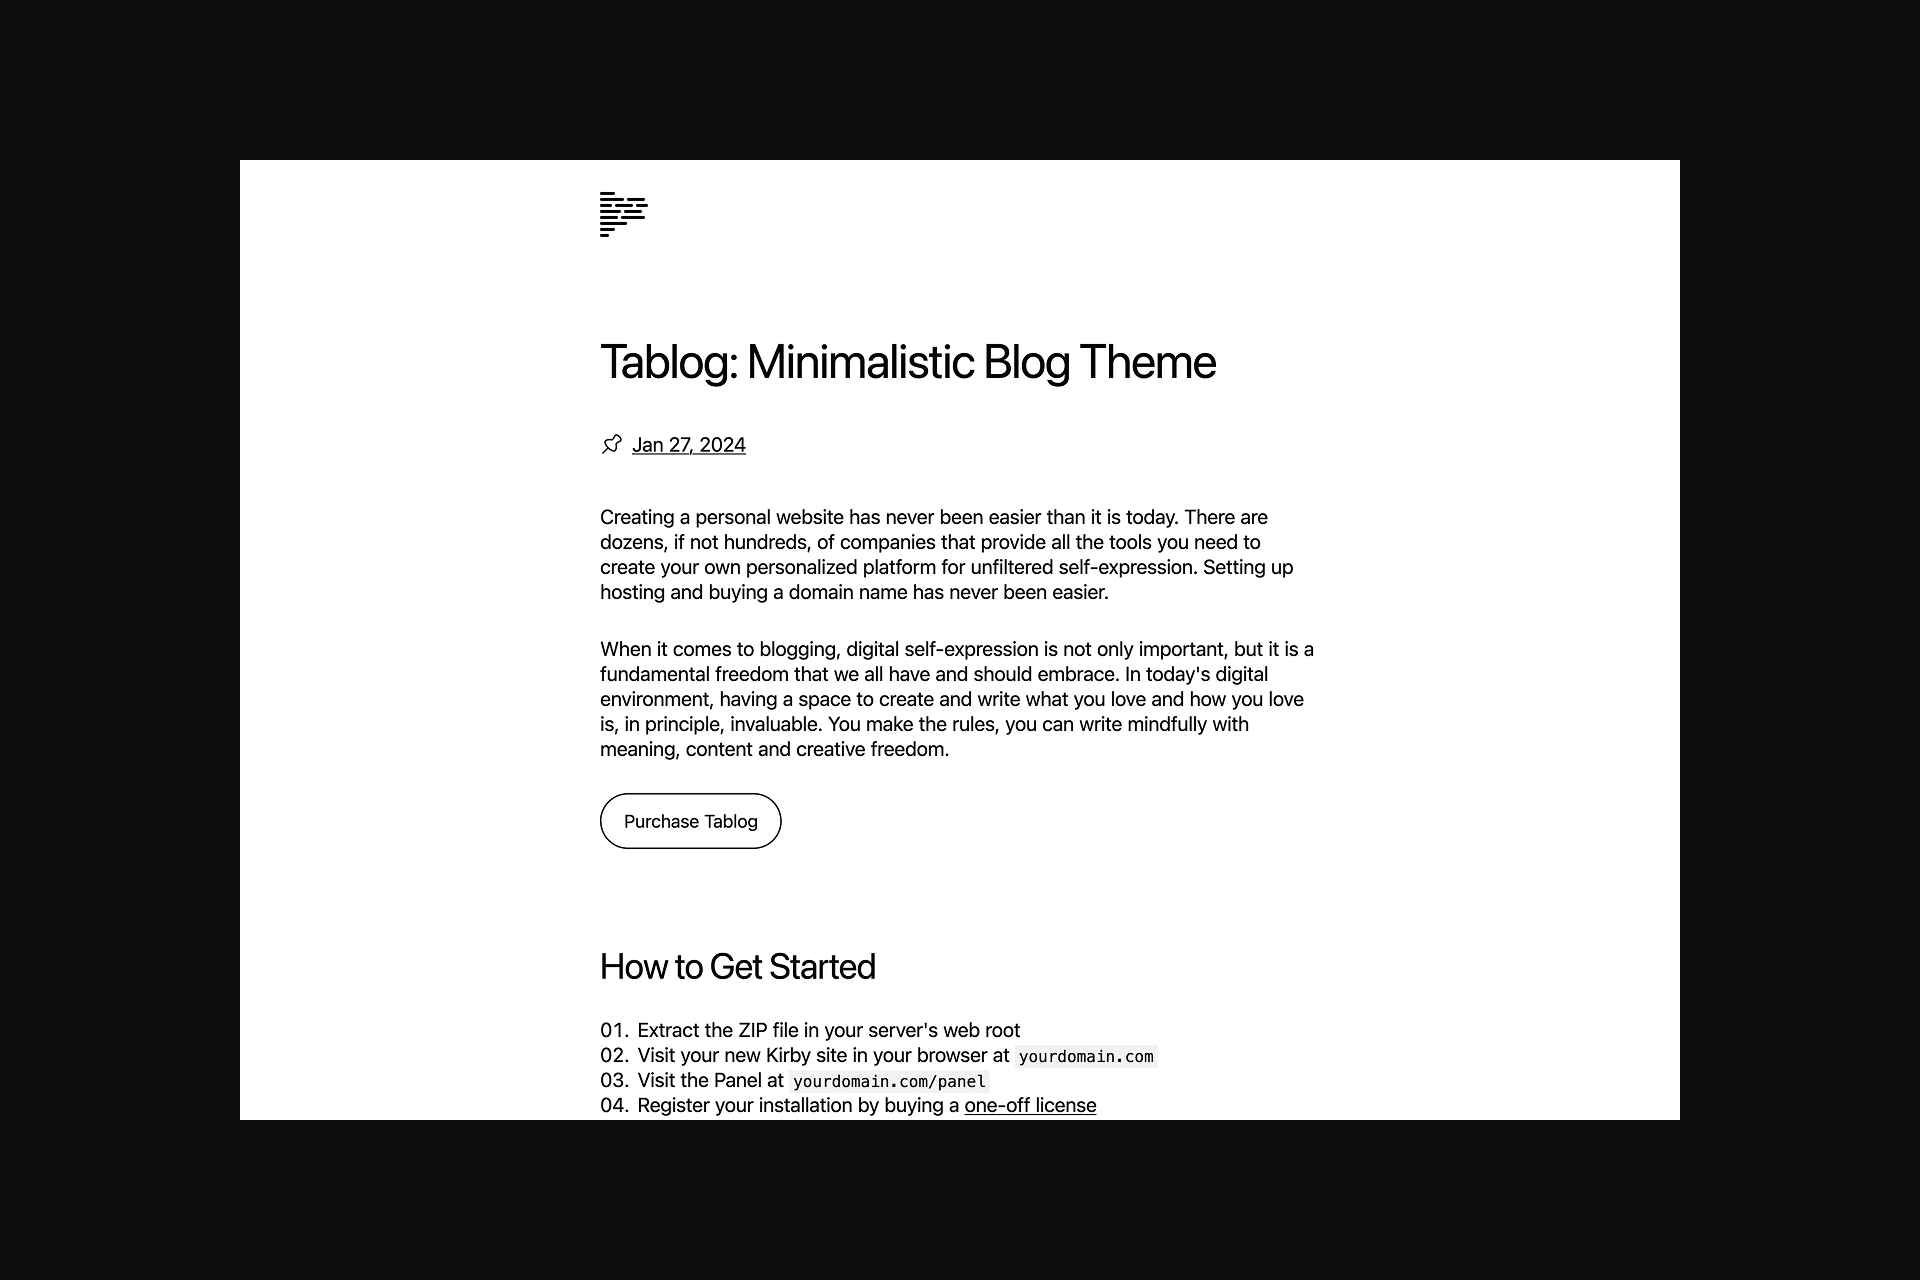 Tablog: Minimalistic Blog Theme
Jan 27, 2024
Creating a personal website has never been easier than it is today. There are
dozens, if not hundreds, of companies that provide all the tools you need to
create your own personalized platform for unfiltered self-expression. Setting up
hosting and buying a domain name has never been easier.
When it comes to blogging, digital self-expression is not only important, but it is a
fundamental freedom that we all have and should embrace. In today's digital
environment, having a space to create and write what you love and how you love
is, in principle, invaluable. You make the rules, you can write mindfully with
meaning, content and creative freedom.
Purchase Tablog
How to Get Started
01. Extract the ZIP file in your server's web root
02. Visit your new Kirby site in your browser at yourdomain.com
03. Visit the Panel at yourdomain.com/panel
04. Register your installation by buying a one-off license